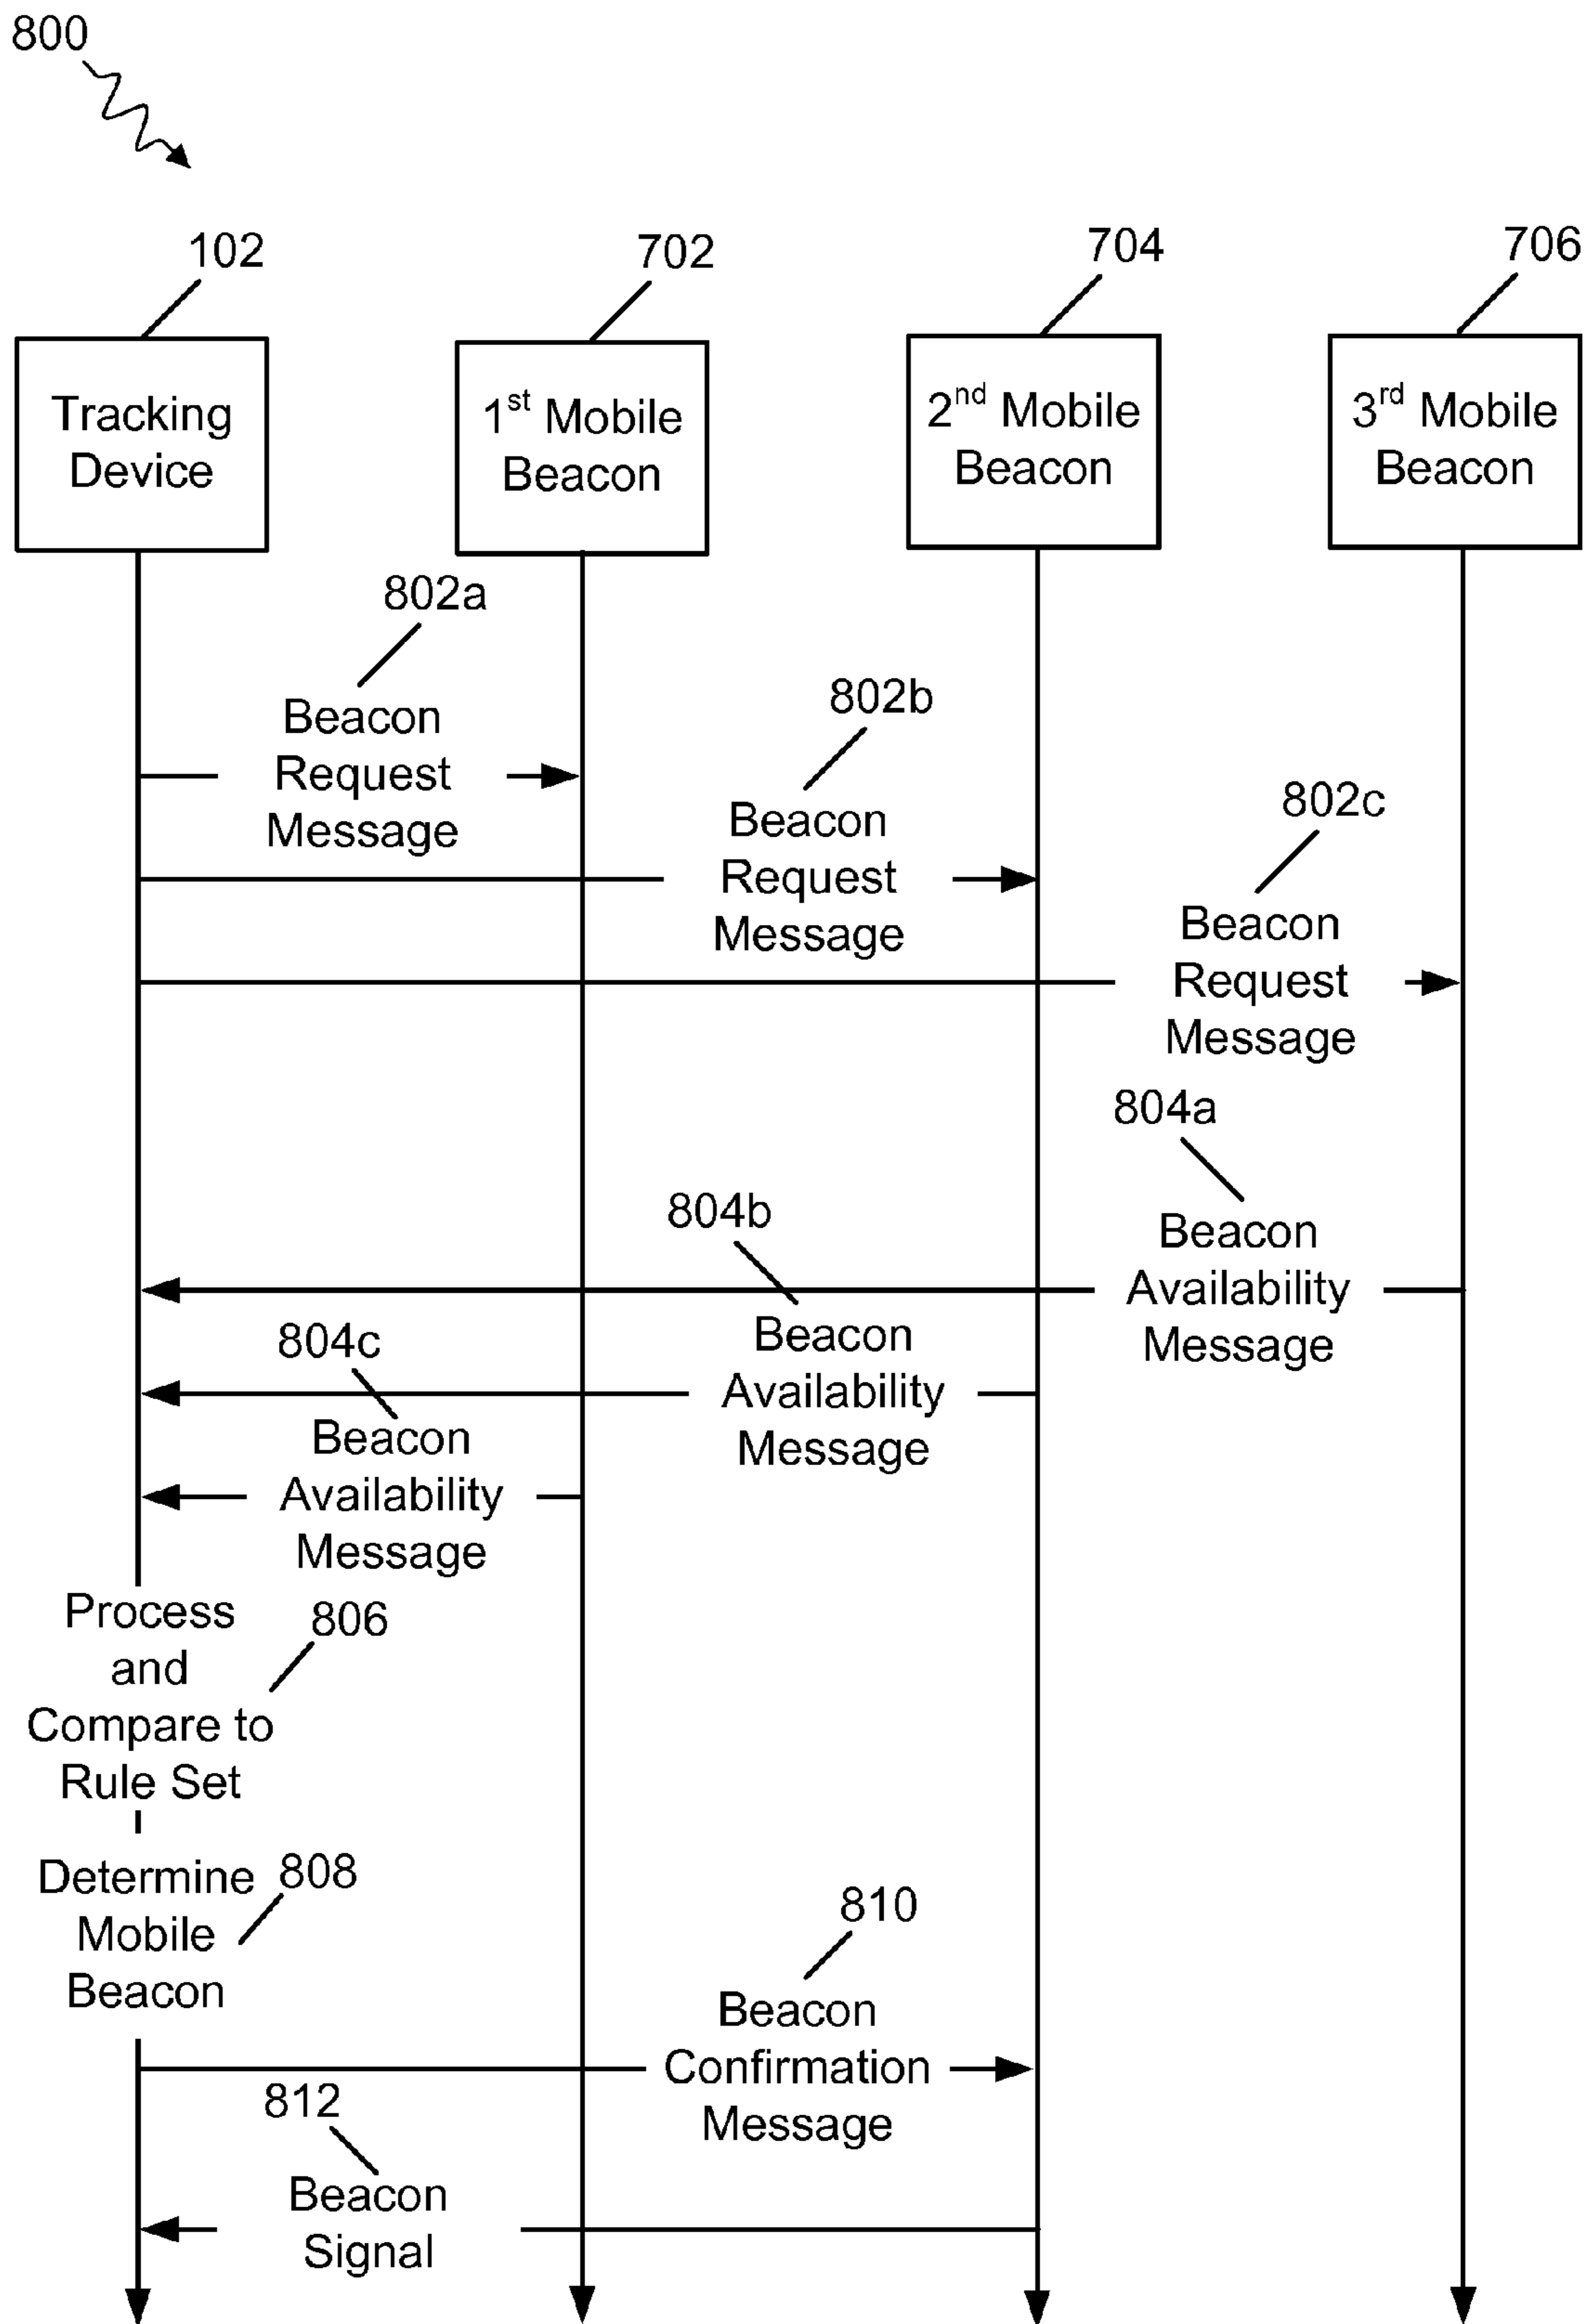 800
102
702
704
706
Tracking
Device
1st Mobile
Beacon
2nd Mobile
Beacon
3rd Mobile
Beacon
802a
Beacon
Request
Message
802b
Beacon
Request
Message
802c
Beacon
Request
Message
804a
Beacon
Availability
Message
804b
Beacon
Availability
Message
804c
Beacon
Availability
Message
Process
and
Compare to
Rule Set
806
Determine
Mobile
Beacon
808
810
Beacon
Confirmation
Message
812
Beacon
Signal